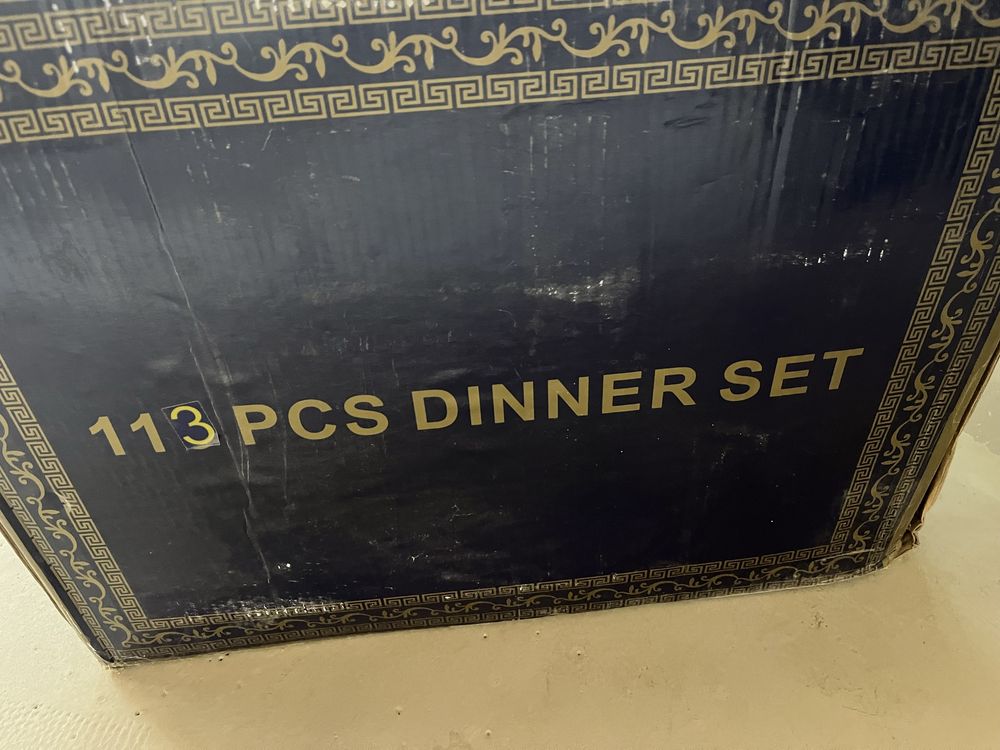 113 PCS DINNER SET